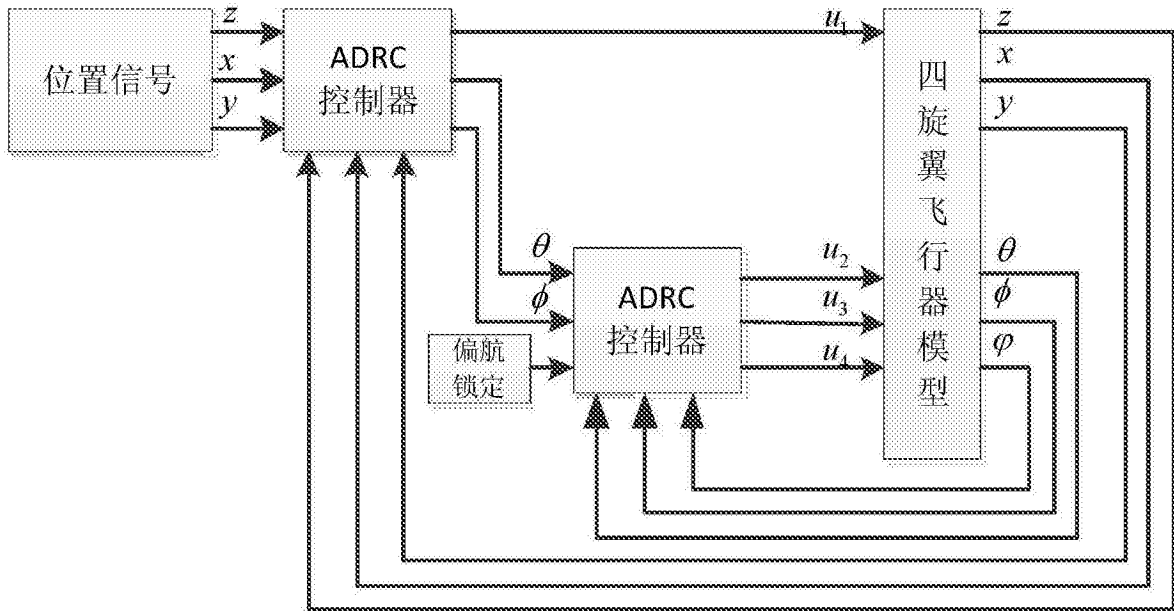 位置信号
z
x
y
ADRC
控制器
u₁
四旋翼飞行器模型
z
x
y
θ
ϕ
偏航
锁定
ADRC
控制器
u₂
u₃
u₄
θ
ϕ
φ